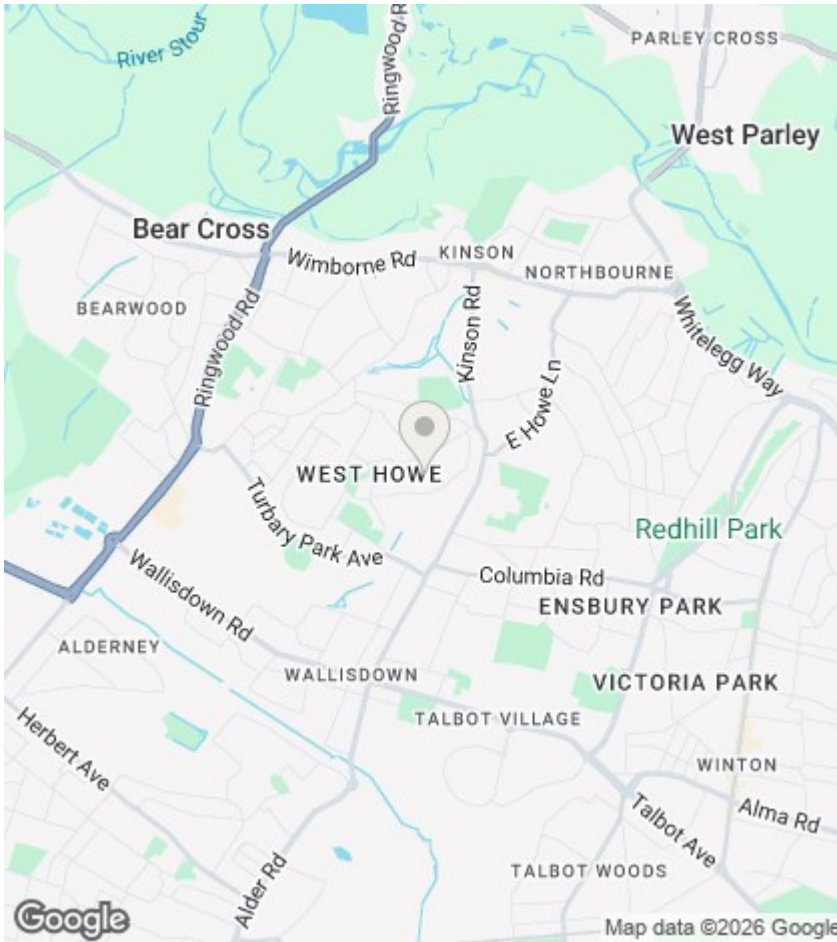 River Stour
Ringwood R
PARLEY CROSS
West Parley
Bear Cross
Wimborne Rd
KINSON
NORTHBOURNE
BEARWOOD
Ringwood Rd
Kinson Rd
Whitelegg Way
E Howe Ln
WEST HOWE
Turbary Park Ave
Redhill Park
Wallisdown Rd
Columbia Rd
ENSBURY PARK
ALDERNEY
WALLISDOWN
VICTORIA PARK
TALBOT VILLAGE
Herbert Ave
WINTON
Alma Rd
Talbot Ave
TALBOT WOODS
Alder Rd
Google
Map data ©2026 Google